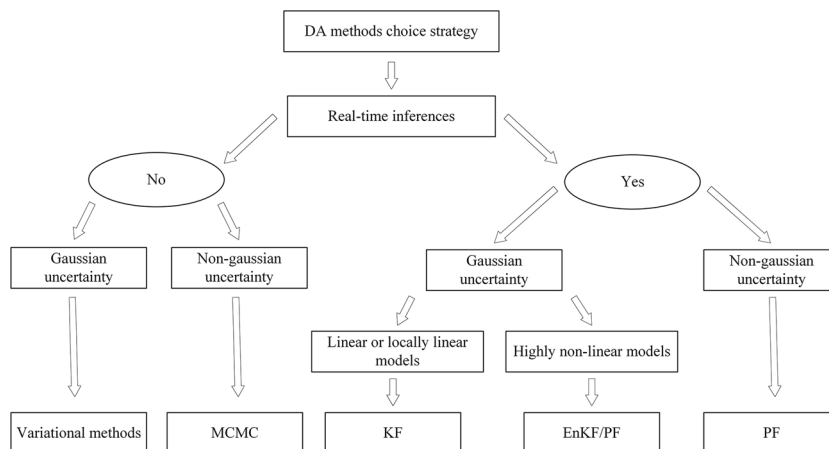 DA methods choice strategy
Real-time inferences
No
Yes
Gaussian
uncertainty
Non-gaussian
uncertainty
Gaussian
uncertainty
Non-gaussian
uncertainty
Linear or locally linear
models
Highly non-linear models
Variational methods
MCMC
KF
EnKF/PF
PF